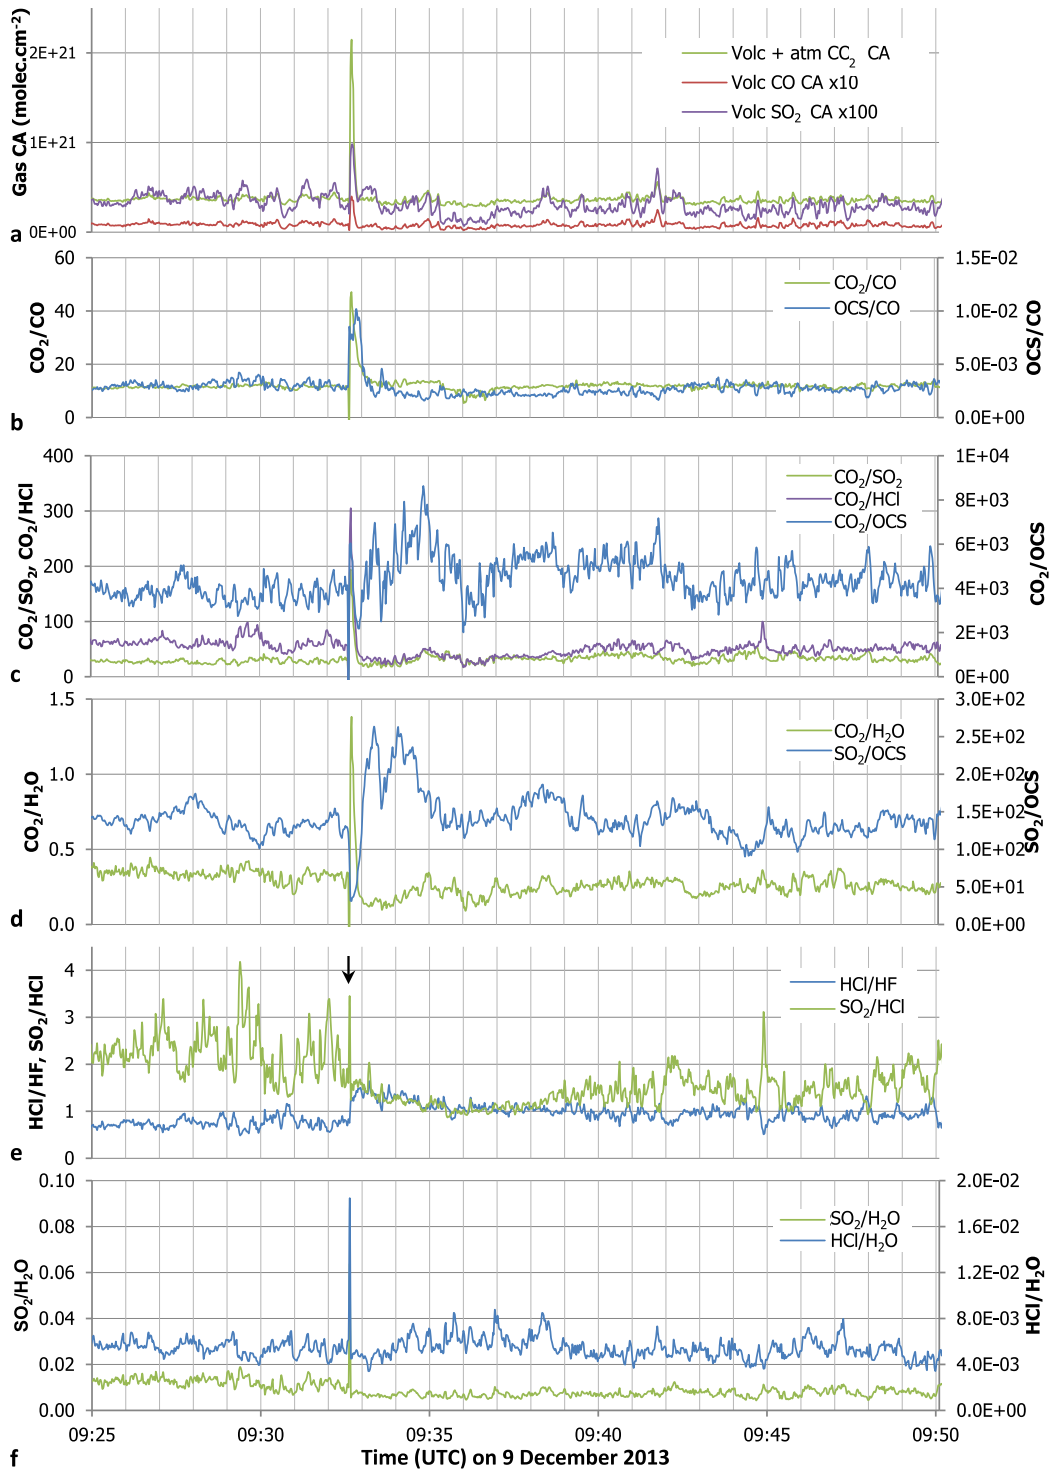 Gas CA (molec.cm⁻²)
2E+21
1E+21
0E+00
Volc + atm CC₂ CA
Volc CO CA x10
Volc SO₂ CA x100
a
CO₂/CO
60
40
20
0
CO₂/CO
OCS/CO
1.5E-02
1.0E-02
5.0E-03
0.0E+00
OCS/CO
b
CO₂/SO₂, CO₂/HCl
400
300
200
100
0
CO₂/SO₂
CO₂/HCl
CO₂/OCS
1E+04
8E+03
6E+03
4E+03
2E+03
0E+00
CO₂/OCS
c
CO₂/H₂O
1.5
1.0
0.5
0.0
CO₂/H₂O
SO₂/OCS
3.0E+02
2.5E+02
2.0E+02
1.5E+02
1.0E+02
5.0E+01
0.0E+00
SO₂/OCS
d
HCl/HF, SO₂/HCl
4
3
2
1
0
HCl/HF
SO₂/HCl
e
SO₂/H₂O
0.10
0.08
0.06
0.04
0.02
0.00
SO₂/H₂O
HCl/H₂O
2.0E-02
1.6E-02
1.2E-02
8.0E-03
4.0E-03
0.0E+00
HCl/H₂O
09:25 09:30 09:35 09:40 09:45 09:50
Time (UTC) on 9 December 2013
f